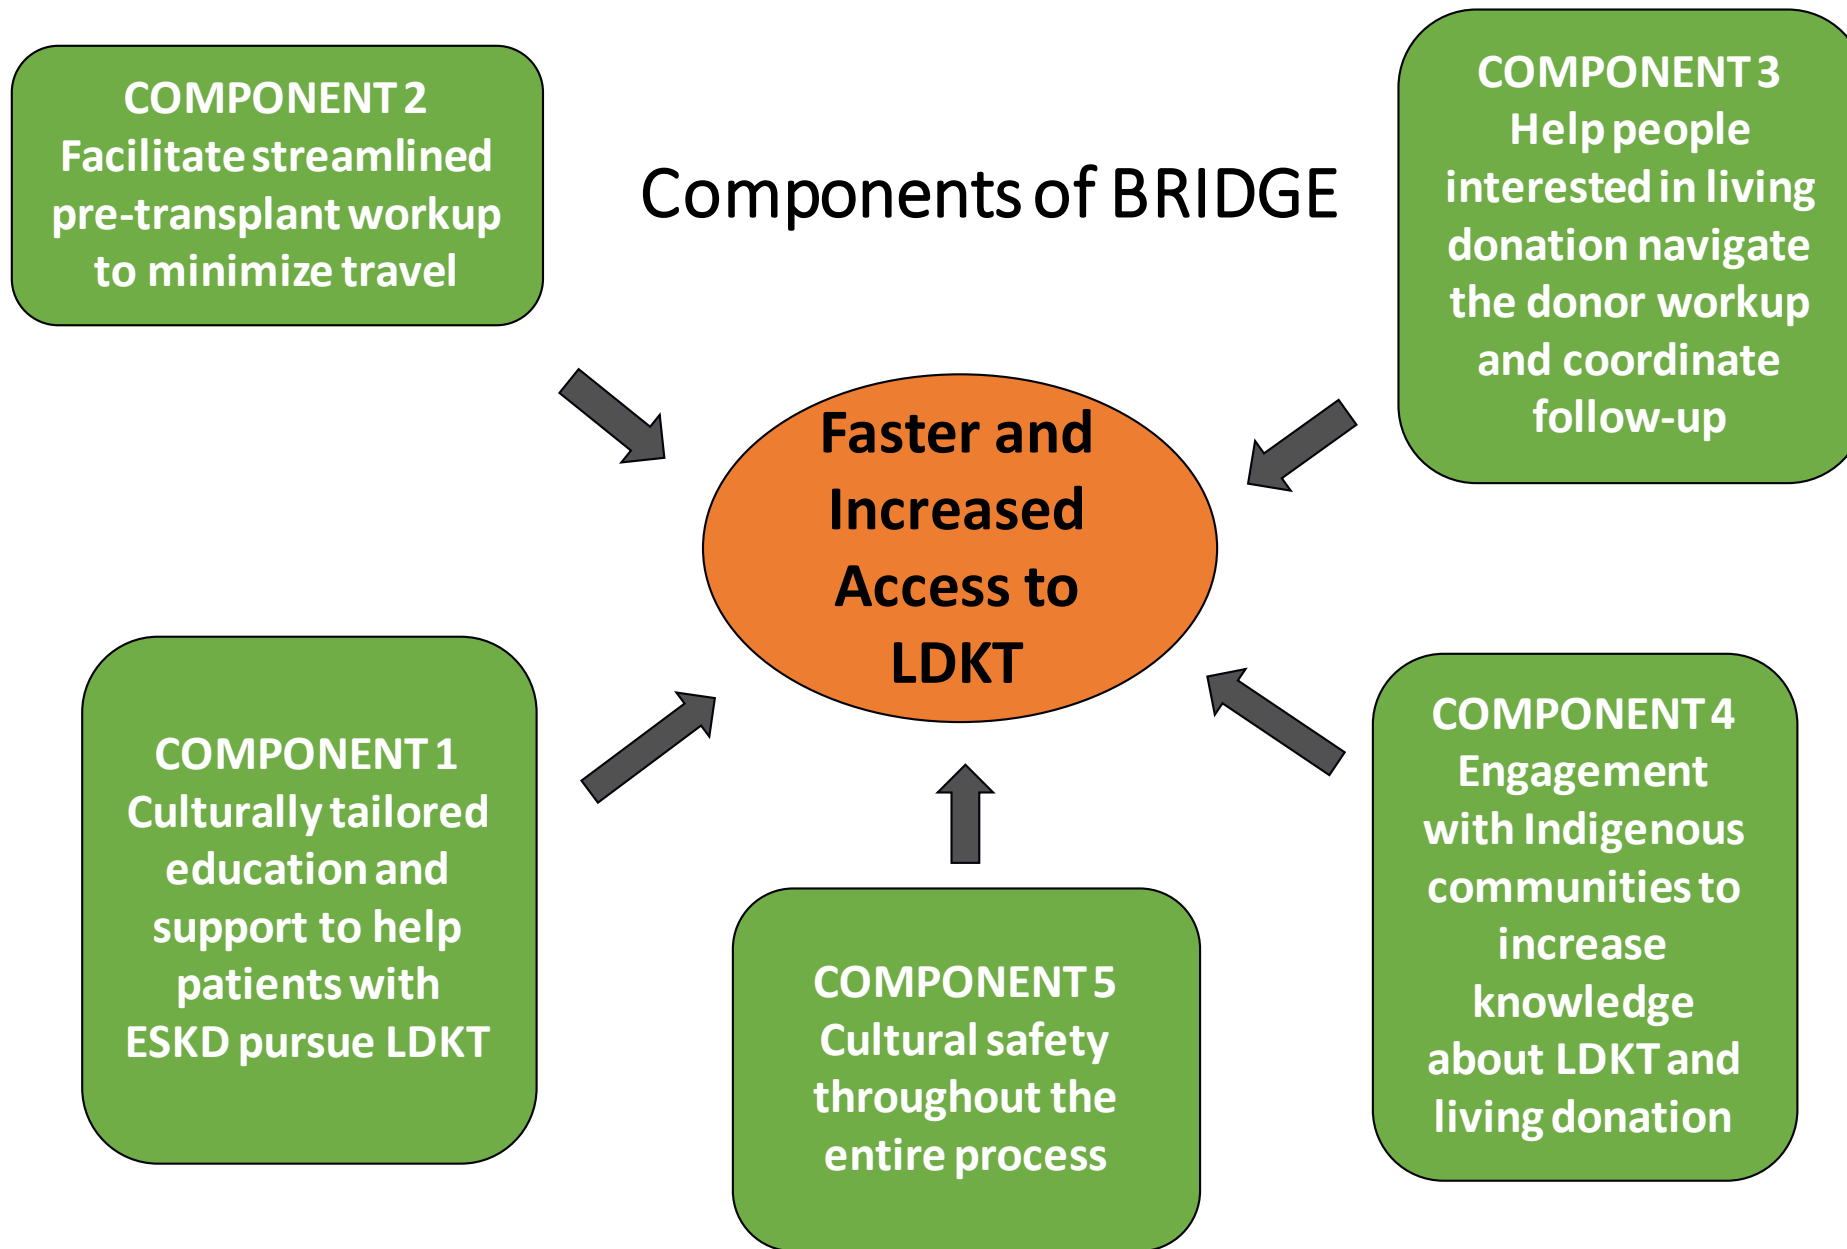 Components of BRIDGE
COMPONENT 1
Culturally tailored
education and
support to help
patients with
ESKD pursue LDKT
COMPONENT 2
Facilitate streamlined
pre-transplant workup
to minimize travel
COMPONENT 3
Help people
interested in living
donation navigate
the donor workup
and coordinate
follow-up
COMPONENT 4
Engagement
with Indigenous
communities to
increase
knowledge
about LDKT and
living donation
COMPONENT 5
Cultural safety
throughout the
entire process
Faster and
Increased
Access to
LDKT